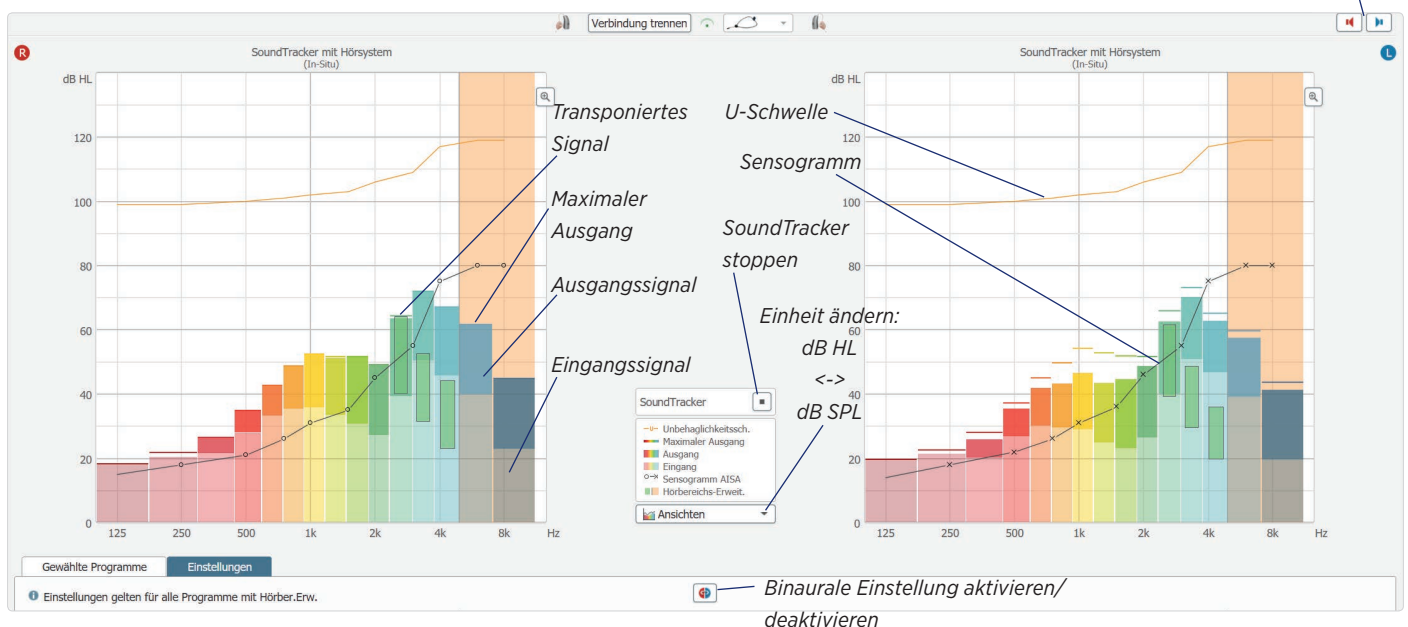 Verbindung trennen
R
SoundTracker mit Hörsystem
(In-Situ)
dB HL
120
100
80
60
40
20
0
125 250 500 1k 2k 4k 8k Hz
Transponiertes
Signal
Maximaler
Ausgang
Ausgangssignal
Eingangssignal
U-Schwelle
Sensogramm
SoundTracker
stoppen
Einheit ändern:
dB HL
<->
dB SPL
SoundTracker
Unbehaglichkeitssch.
Maximaler Ausgang
Ausgang
Eingang
Sensogramm AISA
Hörbereichs-Erweit.
Ansichten
L
SoundTracker mit Hörsystem
(In-Situ)
dB HL
120
100
80
60
40
20
0
125 250 500 1k 2k 4k 8k Hz
Gewählte Programme Einstellungen
Einstellungen gelten für alle Programme mit Hörber.Erw.
Binaurale Einstellung aktivieren/
deaktivieren